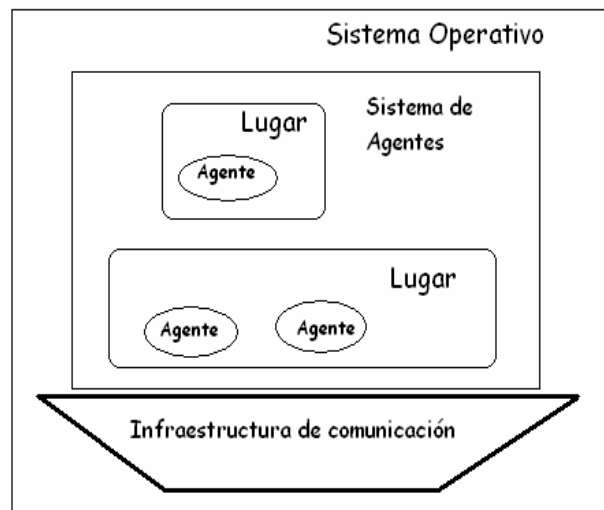 Sistema Operativo
Sistema de
Agentes
Lugar
Agente
Lugar
Agente
Agente
Infraestructura de comunicación